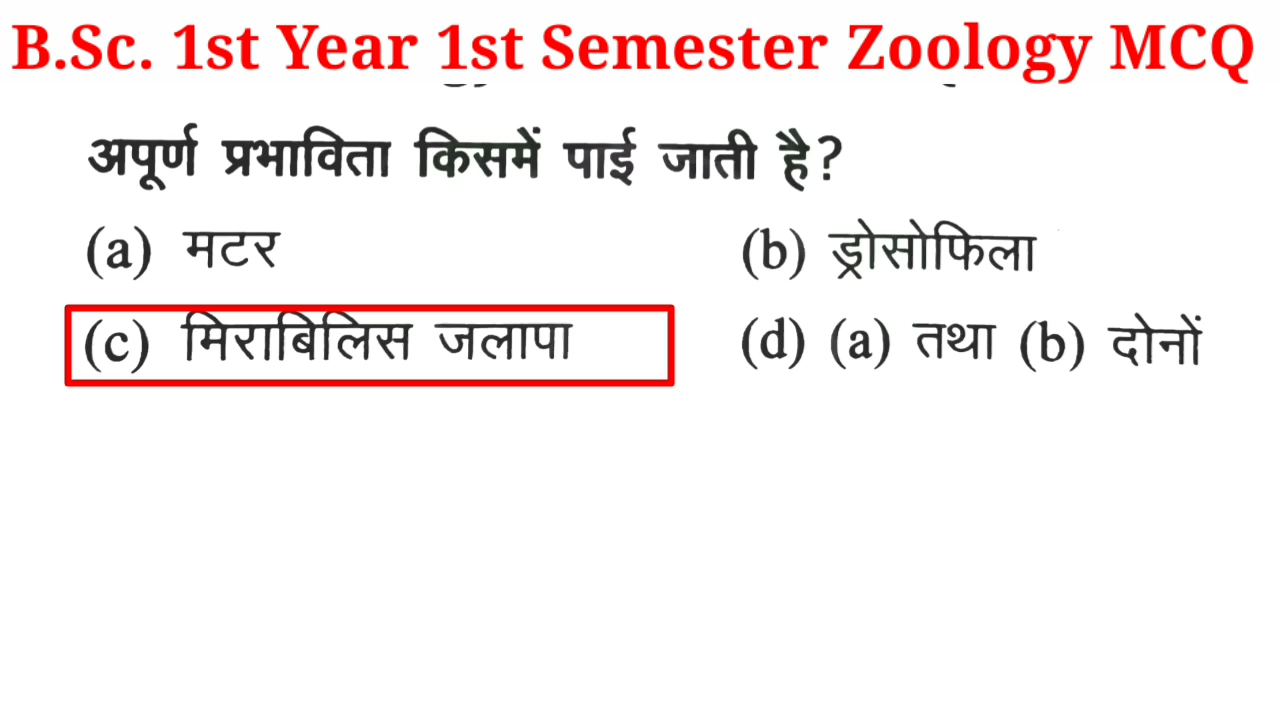 B.Sc. 1st Year 1st Semester Zoology MCQ
अपूर्ण प्रभाविता किसमें पाई जाती है?
(a) मटर (b) ड्रोसोफिला
(c) मिराबिलिस जलापा (d) (a) तथा (b) दोनों